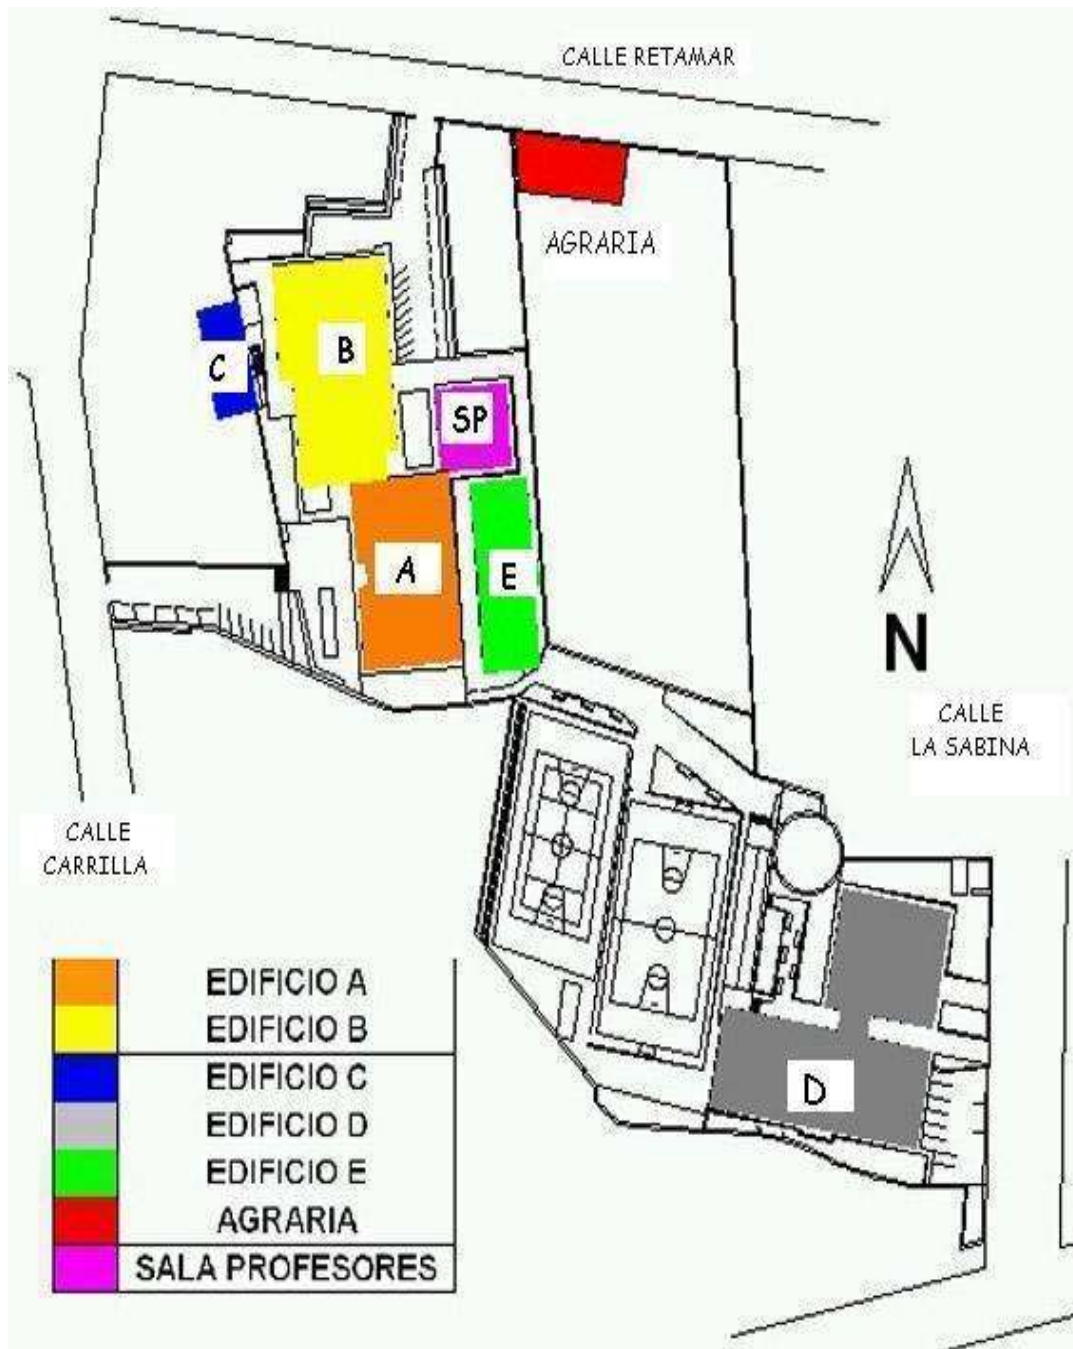 CALLE RETAMAR
AGRARIA
B
C
SP
A
E
N
CALLE
LA SABINA
CALLE
CARRILLA
D
EDIFICIO A
EDIFICIO B
EDIFICIO C
EDIFICIO D
EDIFICIO E
AGRARIA
SALA PROFESORES